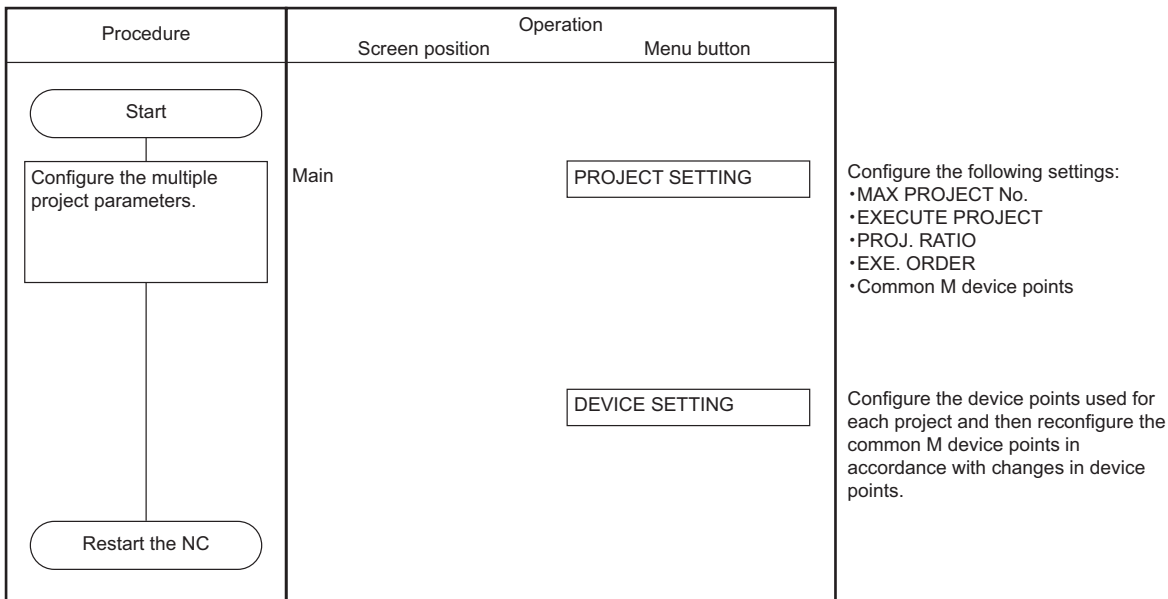 Procedure
Operation
Screen position Menu button
Start
Configure the multiple
project parameters.
Main
PROJECT SETTING
Configure the following settings:
・MAX PROJECT No.
・EXECUTE PROJECT
・PROJ. RATIO
・EXE. ORDER
・Common M device points
DEVICE SETTING
Configure the device points used for
each project and then reconfigure the
common M device points in
accordance with changes in device
points.
Restart the NC